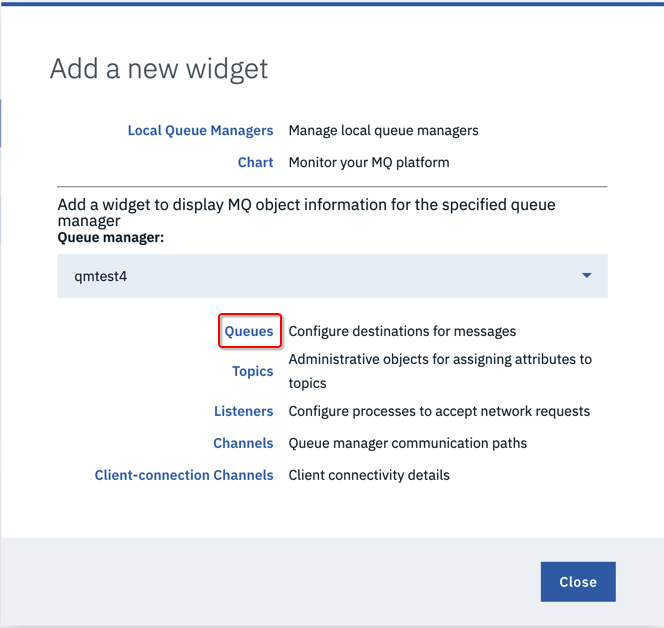 Add a new widget
Local Queue Managers Manage local queue managers
Chart Monitor your MQ platform
Add a widget to display MQ object information for the specified queue
manager
Queue manager:
qmtest4
Queues Configure destinations for messages
Topics Administrative objects for assigning attributes to
topics
Listeners Configure processes to accept network requests
Channels Queue manager communication paths
Client-connection Channels Client connectivity details
Close